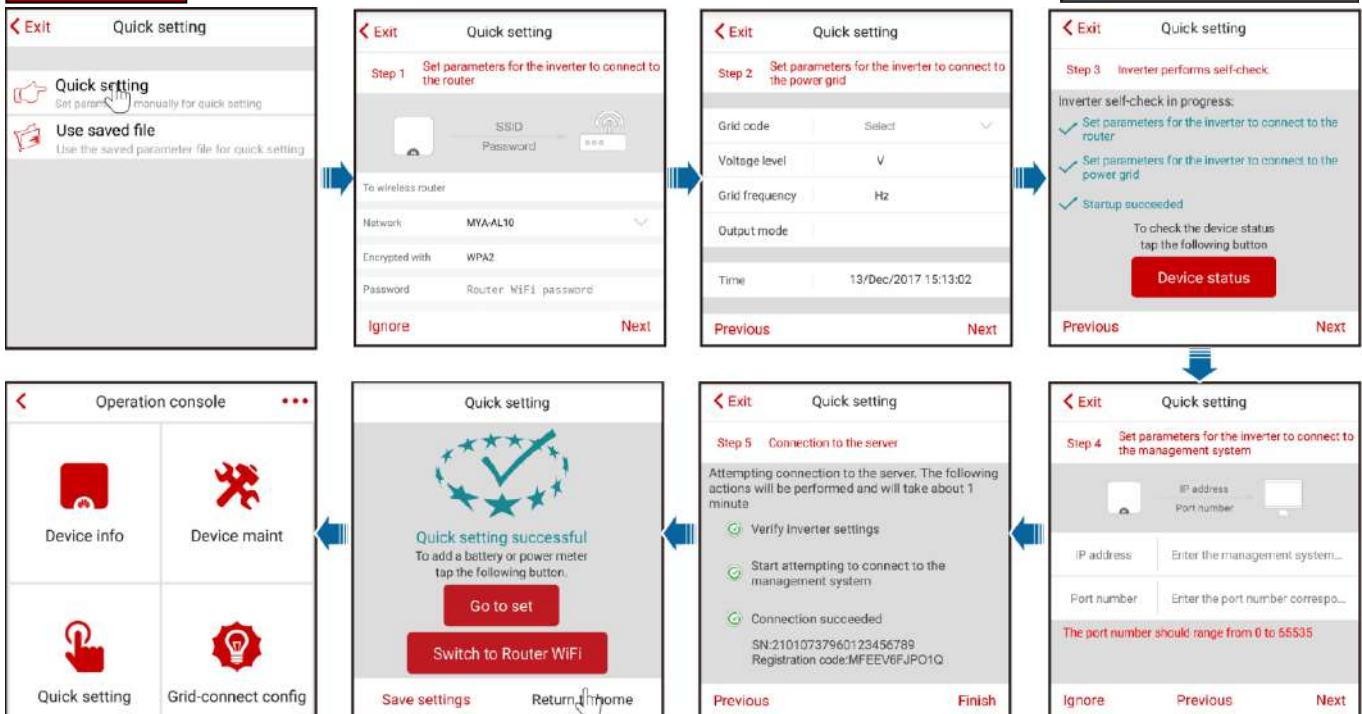 Exit Quick setting
Quick setting
Set param manually for quick setting
Use saved file
Use the saved parameter file for quick setting
Exit Quick setting
Step 1 Set parameters for the inverter to connect to
the router
SSID
Password
To wireless router
Network MYA-AL10
Encrypted with WPA2
Password Router WiFi password
Ignore Next
Exit Quick setting
Step 2 Set parameters for the inverter to connect to
the power grid
Grid code Select
Voltage level V
Grid frequency Hz
Output mode
Time 13/Dec/2017 15:13:02
Previous Next
Exit Quick setting
Step 3 Inverter performs self-check.
Inverter self-check in progress:
Set parameters for the inverter to connect to the
router
Set parameters for the inverter to connect to the
power grid
Startup succeeded
To check the device status
tap the following button
Device status
Previous Next
Exit Quick setting
Step 4 Set parameters for the inverter to connect to
the management system
IP address
Port number
IP address Enter the management system...
Port number Enter the port number correspo...
The port number should range from 0 to 65535
Ignore Previous Next
Exit Quick setting
Step 5 Connection to the server
Attempting connection to the server. The following
actions will be performed and will take about 1
minute
Verify inverter settings
Start attempting to connect to the
management system
Connection succeeded
SN:21010737960123456789
Registration code:MFEEV6FJPO1Q
Previous Finish
Quick setting
Quick setting successful
To add a battery or power meter
tap the following button.
Go to set
Switch to Router WiFi
Save settings Return to home
Operation console
Device info Device maint
Quick setting Grid-connect config